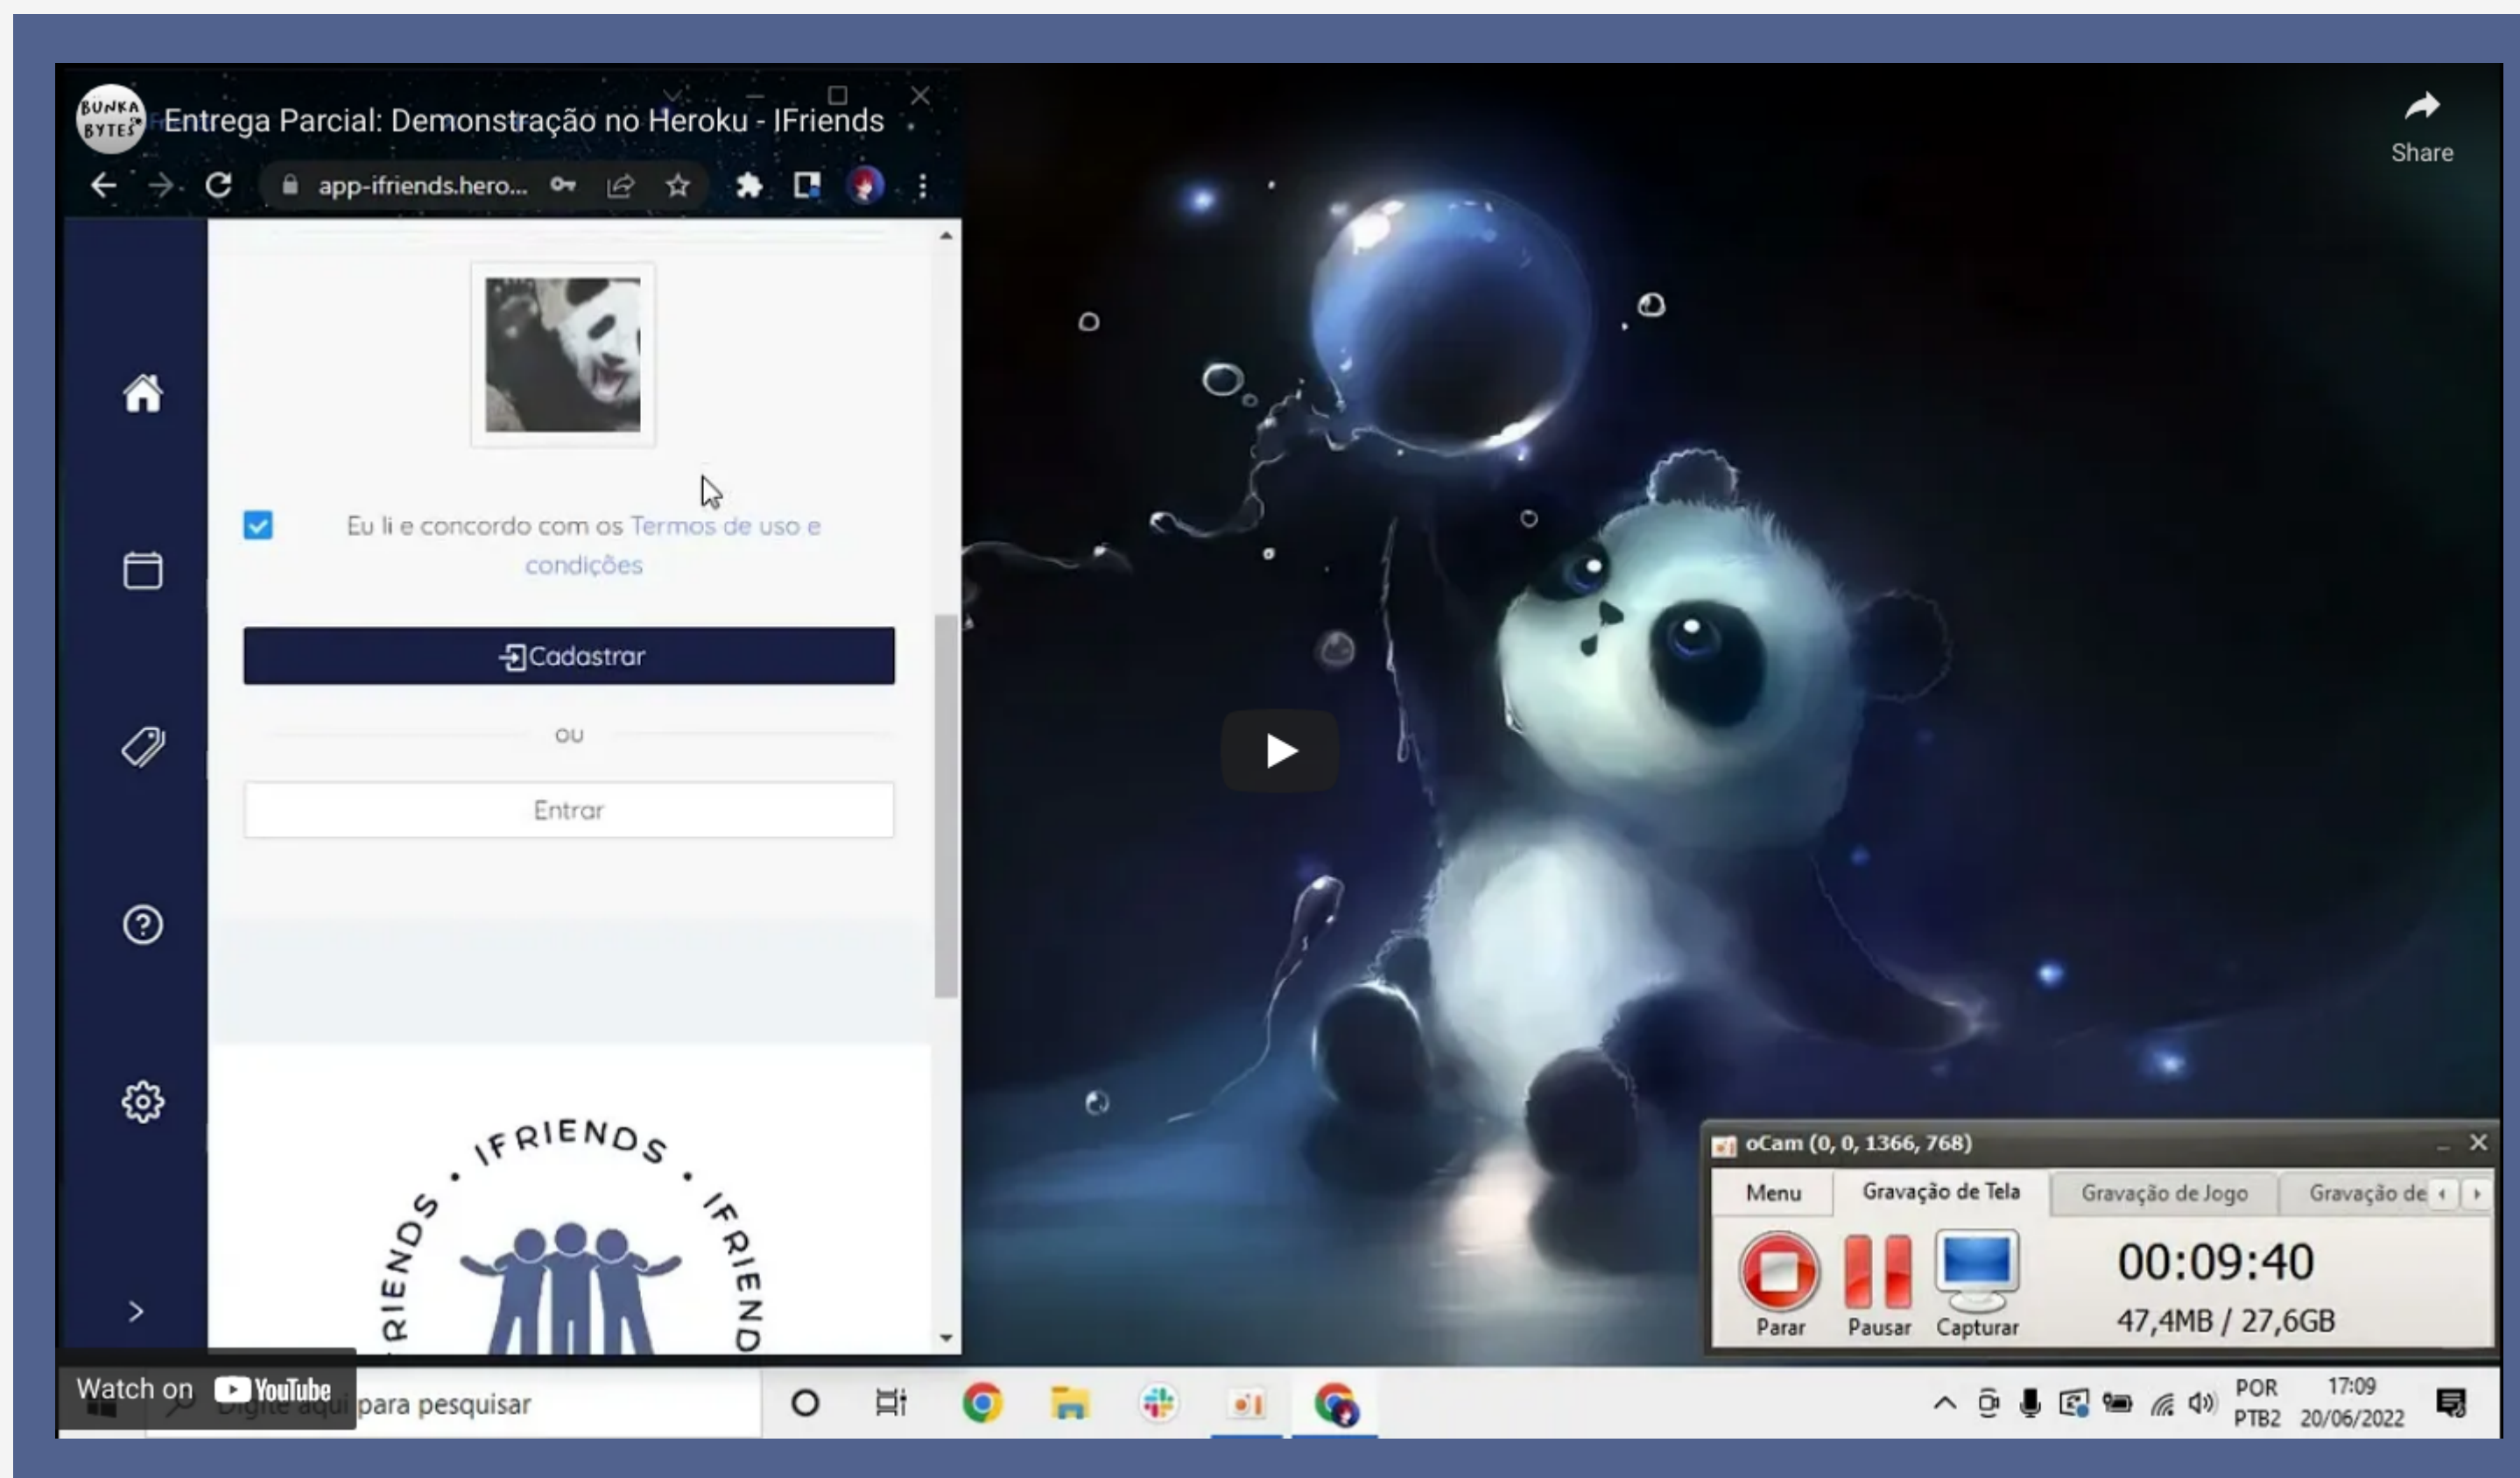 BUNKA
BYTES
Entrega Parcial: Demonstração no Heroku - IFriends
Share
app-ifriends.hero...
Eu li e concordo com os Termos de uso e
condições
Cadastrar
ou
Entrar
IFRIENDS • IFRIENDS • IFRIEND
oCam (0, 0, 1366, 768)
Menu
Gravação de Tela
Gravação de Jogo
Gravação de
00:09:40
47,4MB / 27,6GB
Parar
Pausar
Capturar
Watch on YouTube
Digite aqui para pesquisar
POR
PTB2
17:09
20/06/2022